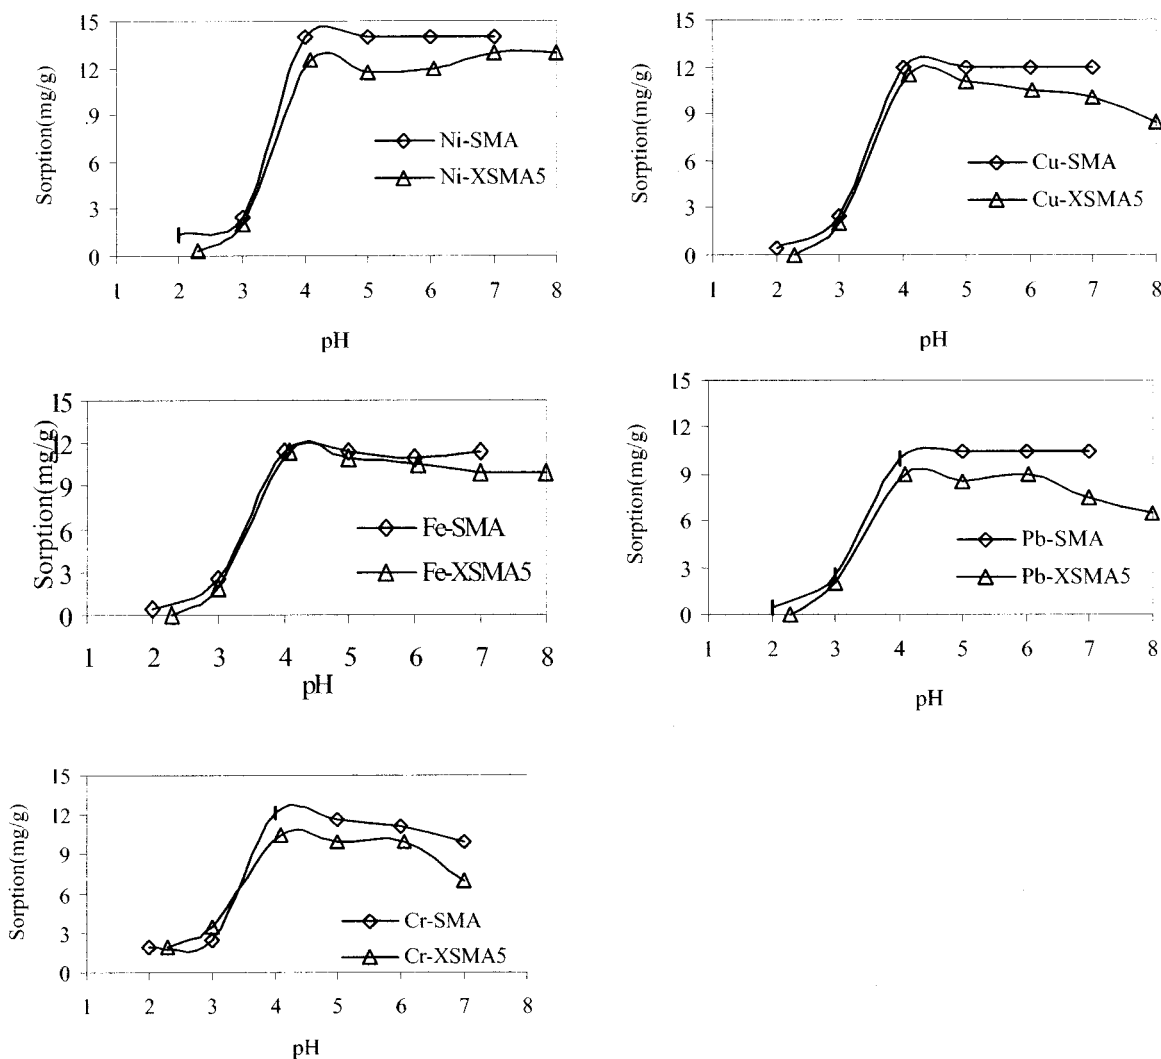 15
12
9
6
3
0
Sorption(mg/g)
Ni-SMA
Ni-XSMA5
1 2 3 4 5 6 7 8
pH
15
12
9
6
3
0
Sorption(mg/g)
Cu-SMA
Cu-XSMA5
1 2 3 4 5 6 7 8
pH
15
12
9
6
3
0
Sorption(mg/g)
Fe-SMA
Fe-XSMA5
1 2 3 4 5 6 7 8
pH
15
12
9
6
3
0
Sorption(mg/g)
Pb-SMA
Pb-XSMA5
1 2 3 4 5 6 7 8
pH
15
12
9
6
3
0
Sorption(mg/g)
Cr-SMA
Cr-XSMA5
1 2 3 4 5 6 7 8
pH